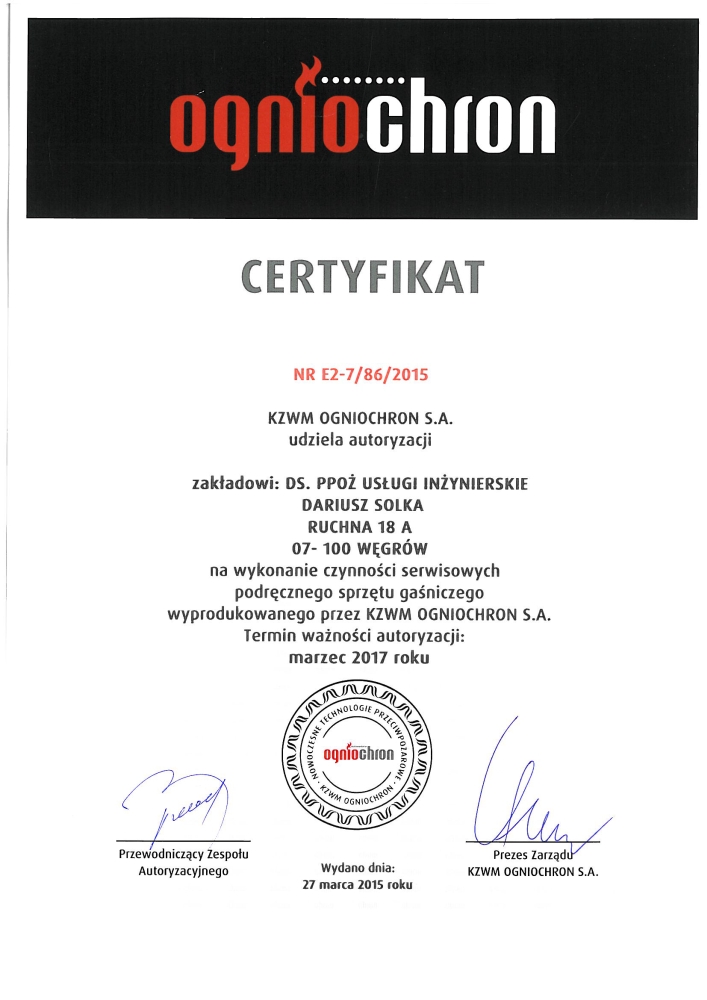 ogniochron
CERTYFIKAT
NR E2-7/86/2015
KZWM OGNIOCHRON S.A.
udziela autoryzacji
zakładowi: DS. PPOŻ USŁUGI INŻYNIERSKIE
DARIUSZ SOLKA
RUCHNA 18 A
07- 100 WĘGRÓW
na wykonanie czynności serwisowych
podręcznego sprzętu gaśniczego
wyprodukowanego przez KZWM OGNIOCHRON S.A.
Termin ważności autoryzacji:
marzec 2017 roku
NOWOCZESNE TECHNOLOGIE PRZECIWPOŻAROWE
ogniochron
KZWM OGNIOCHRON
Przewodniczący Zespołu
Autoryzacyjnego
Wydano dnia:
27 marca 2015 roku
Prezes Zarządu
KZWM OGNIOCHRON S.A.